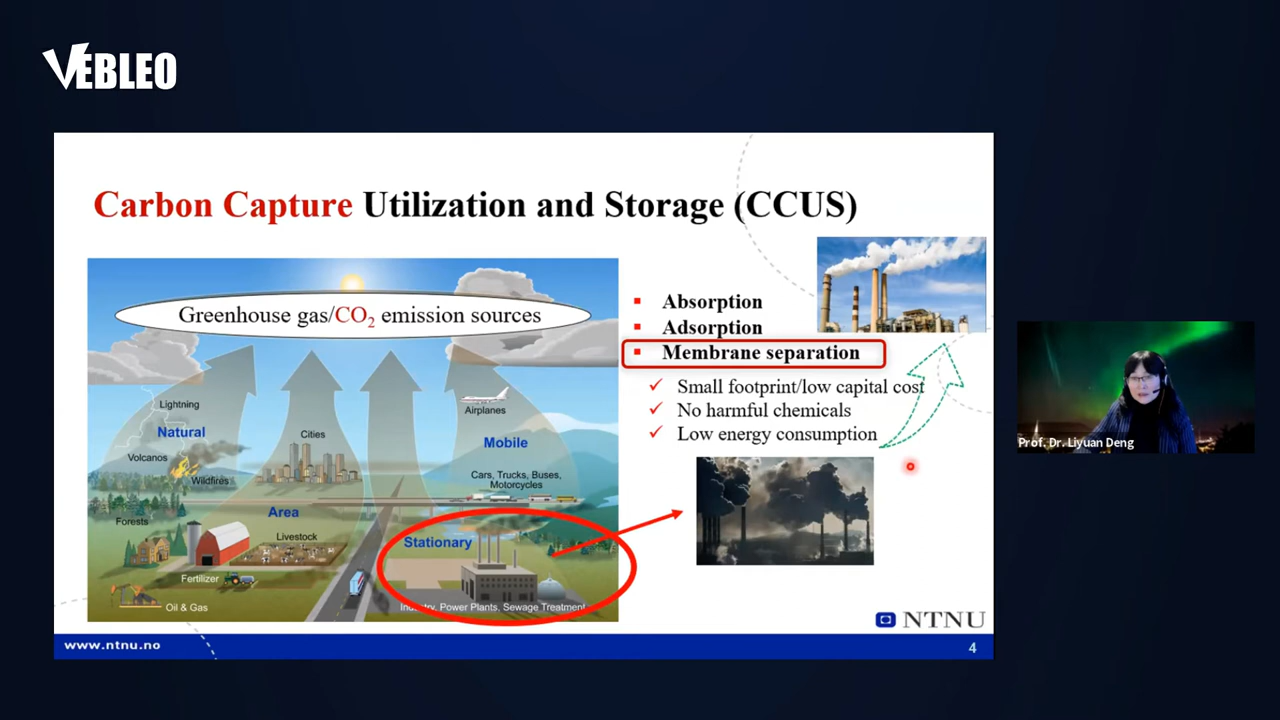 VEBLEO
Carbon Capture Utilization and Storage (CCUS)
Greenhouse gas/CO₂ emission sources
Lightning
Natural
Volcanos
Wildfires
Forests
Cities
Area
Livestock
Fertilizer
Oil & Gas
Airplanes
Mobile
Cars, Trucks, Buses,
Motorcycles
Stationary
Industry, Power Plants, Sewage Treatment
▪ Absorption
▪ Adsorption
▪ Membrane separation
✓ Small footprint/low capital cost
✓ No harmful chemicals
✓ Low energy consumption
NTNU
www.ntnu.no
4
Prof. Dr. Liyuan Deng